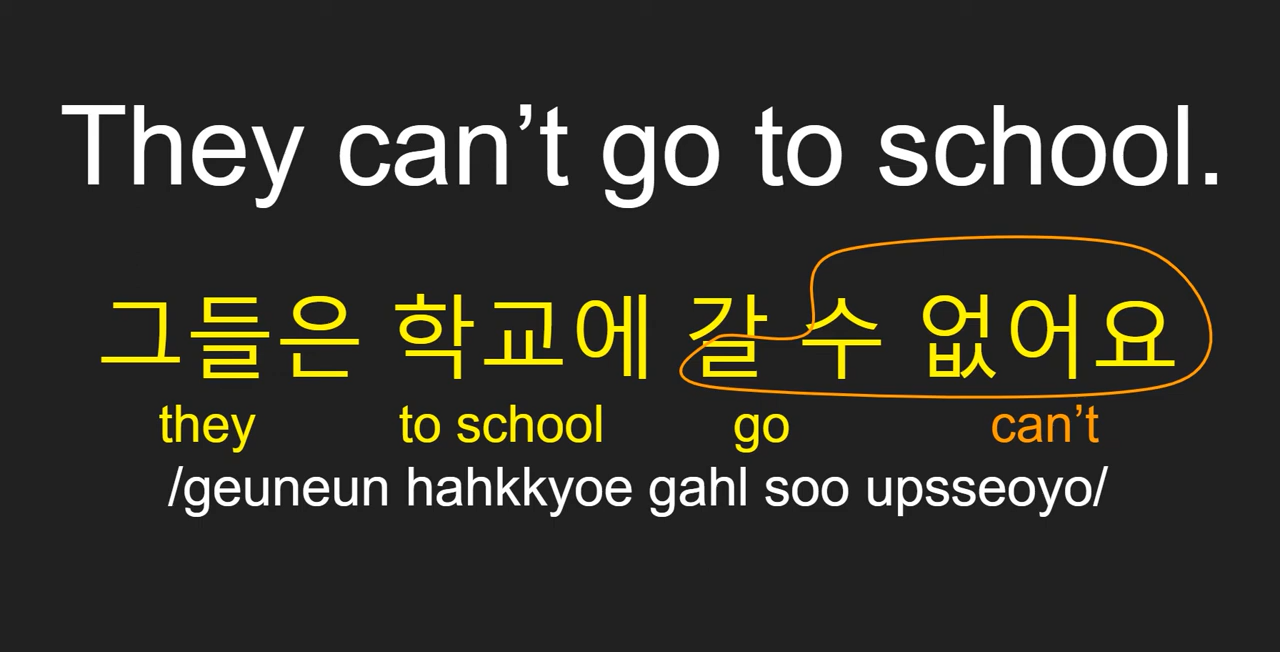 They can’t go to school.
그들은 학교에 갈 수 없어요
they to school go can’t
/geuneun hahkkyoe gahl soo upsseoyo/